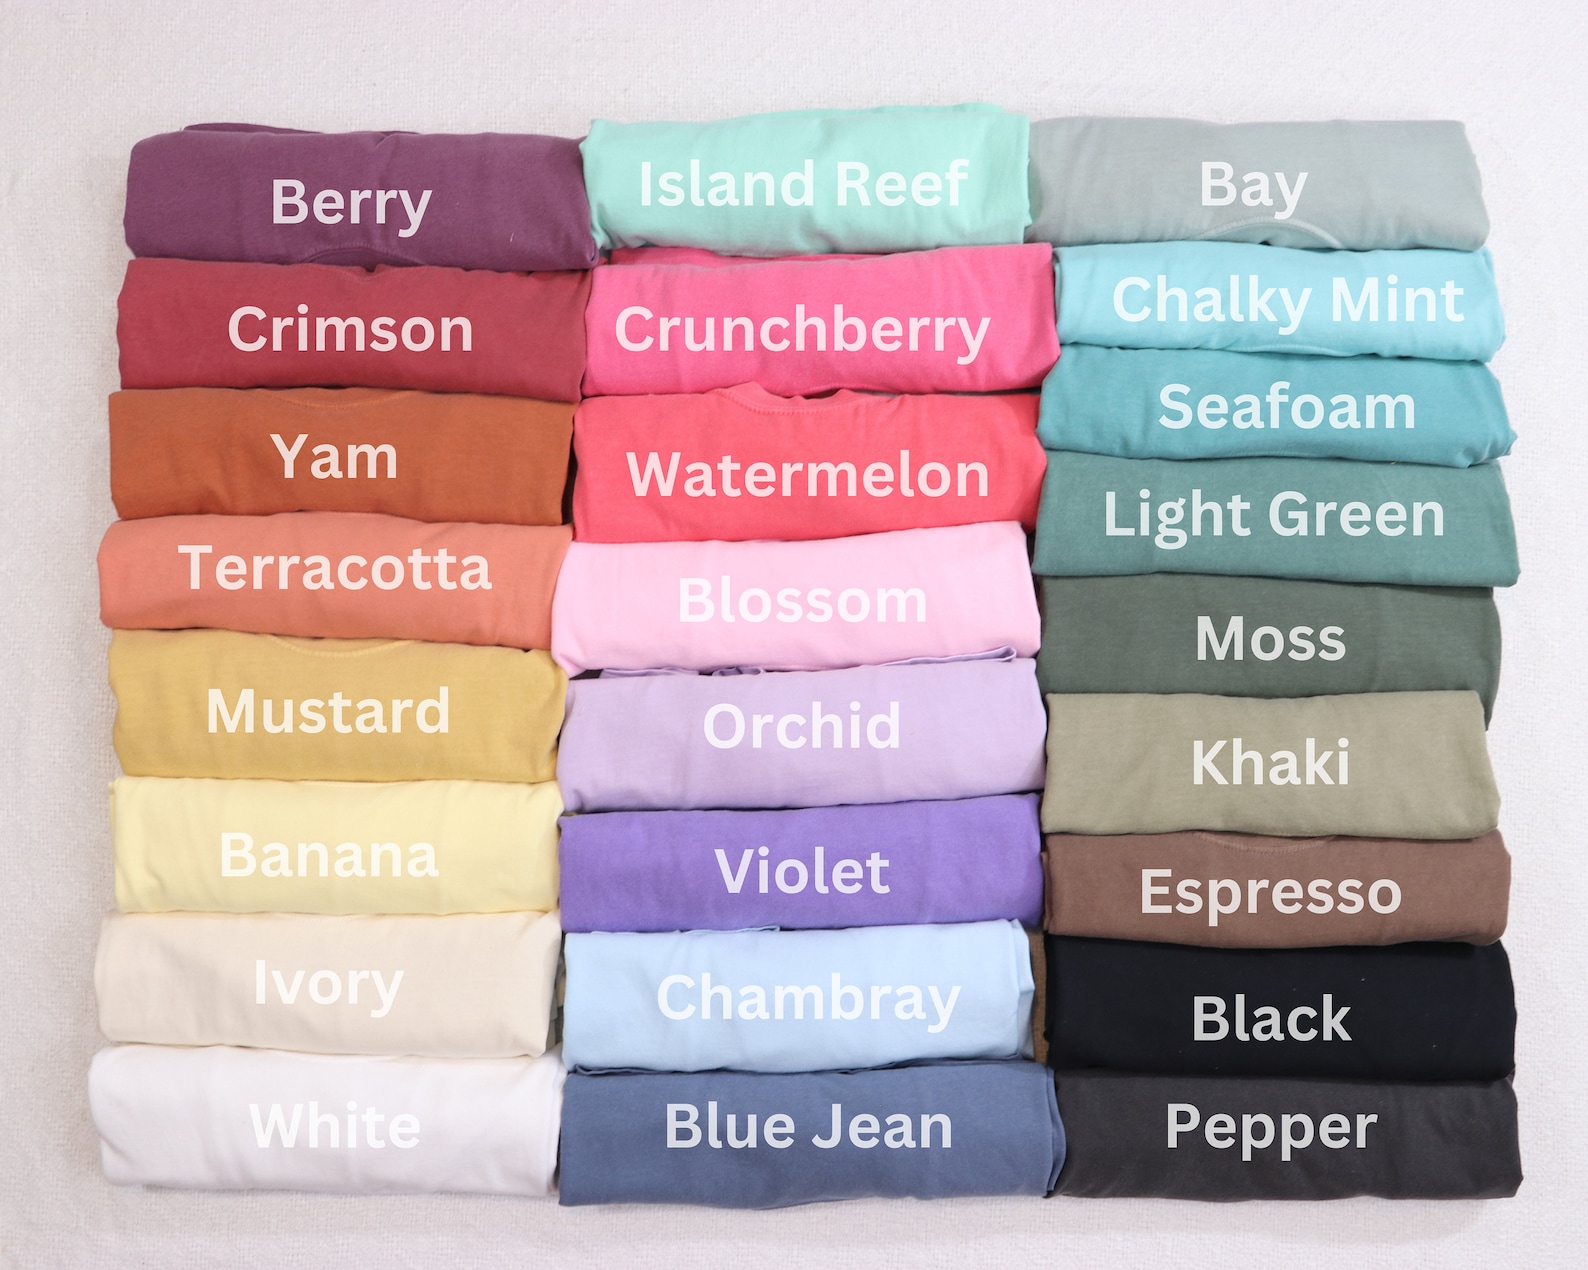 Berry
Crimson
Yam
Terracotta
Mustard
Banana
Ivory
White
Island Reef
Crunchberry
Watermelon
Blossom
Orchid
Violet
Chambray
Blue Jean
Bay
Chalky Mint
Seafoam
Light Green
Moss
Khaki
Espresso
Black
Pepper